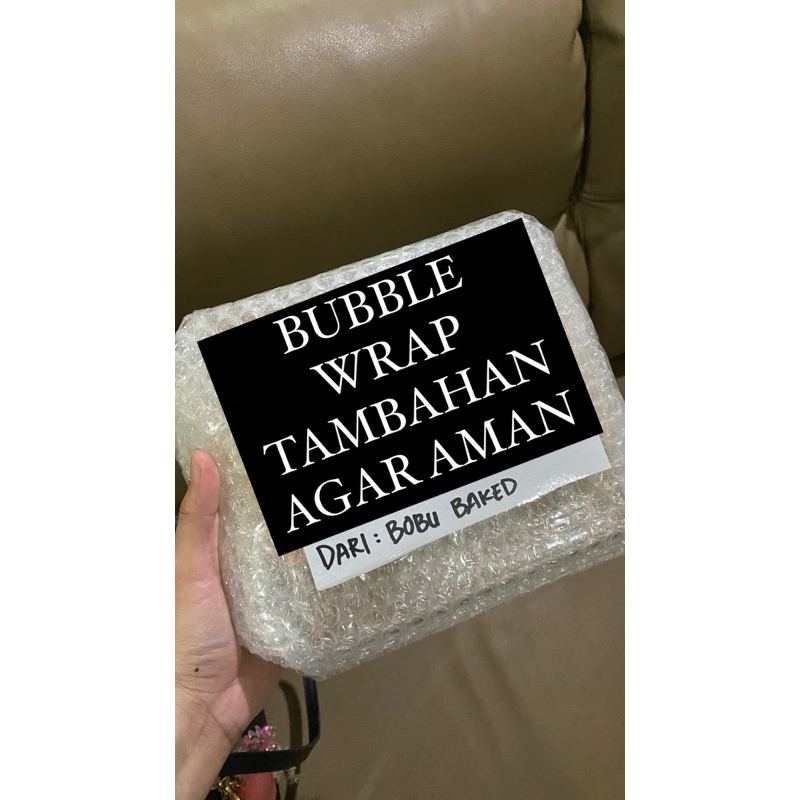 BUBBLE
WRAP
TAMBAHAN
AGAR AMAN
DARI : BOBU BAKED